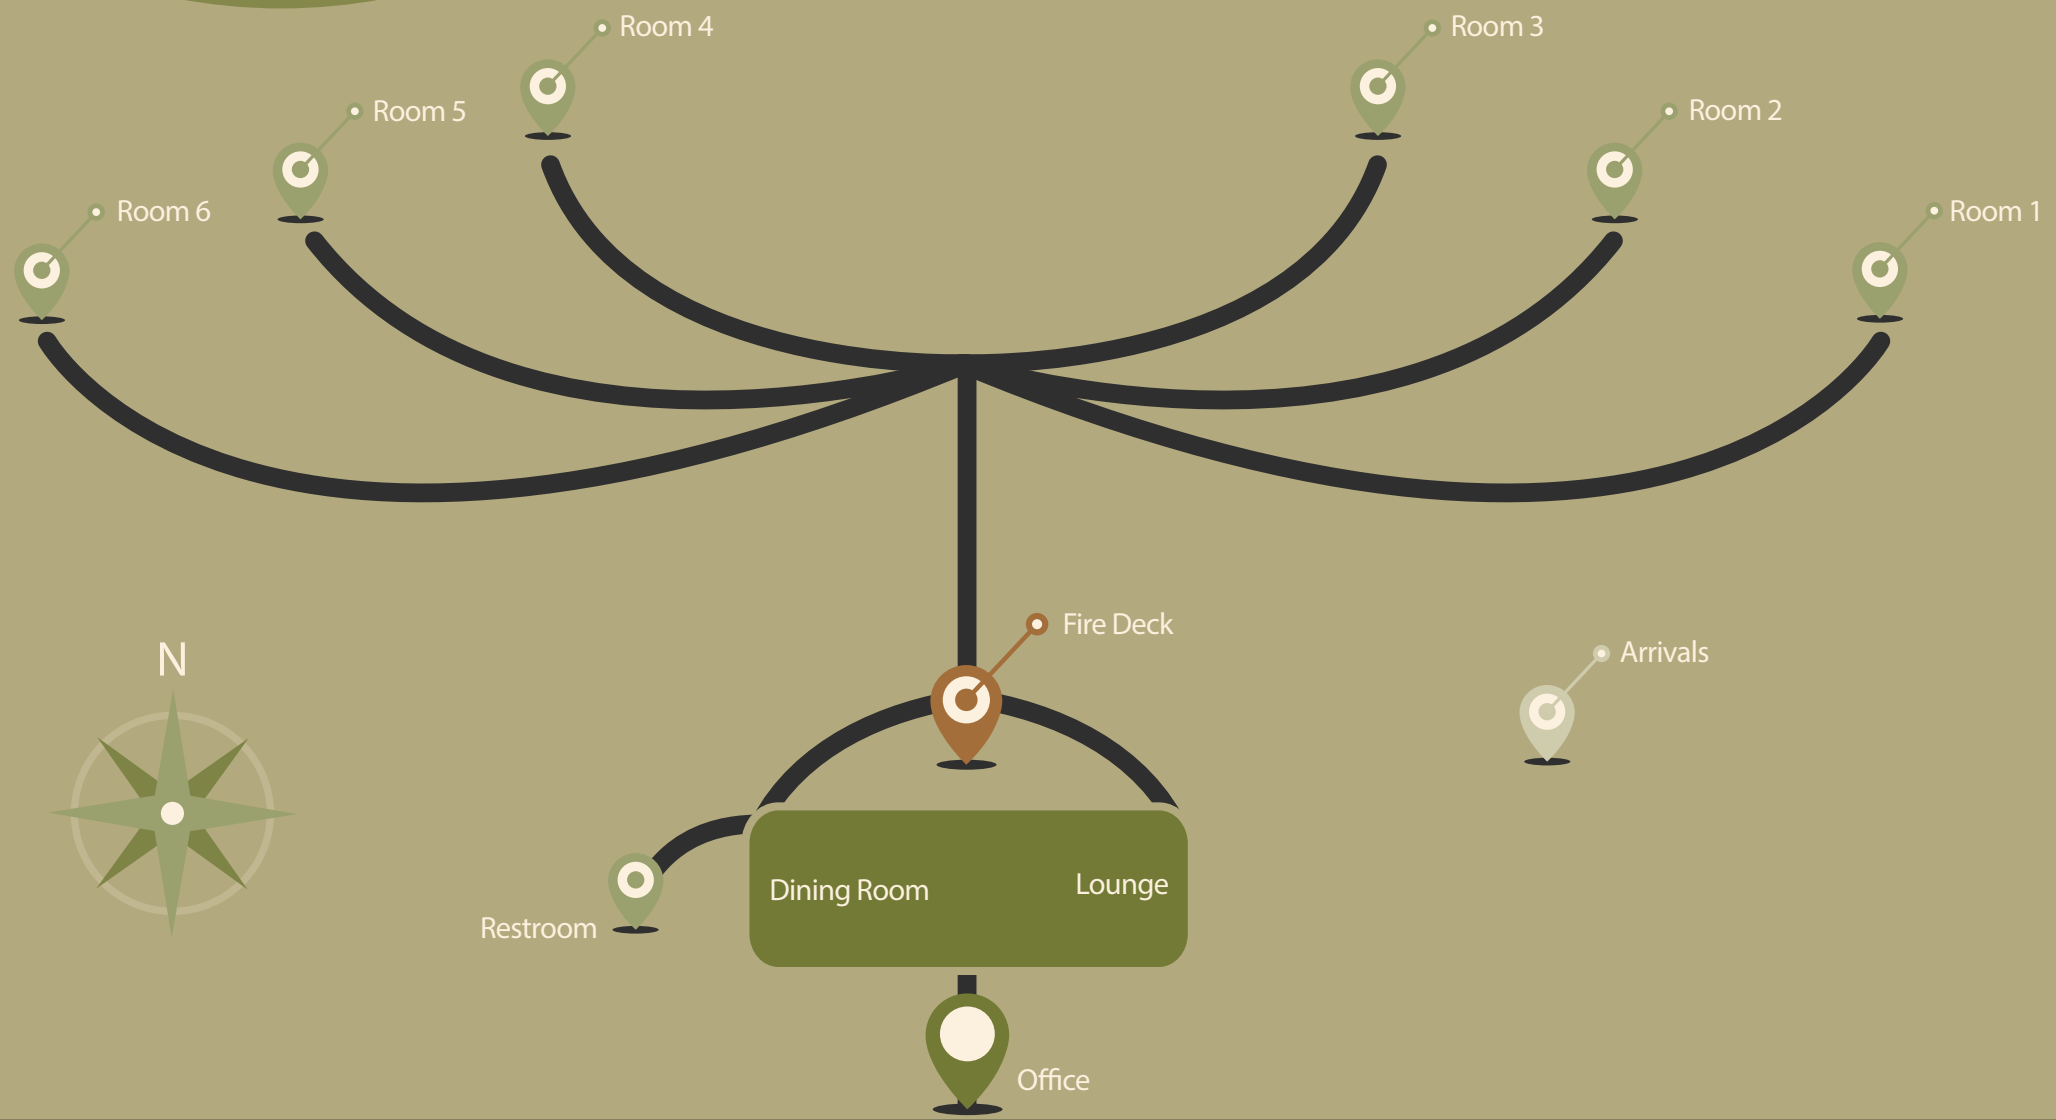 Room 4
Room 3
Room 5
Room 2
Room 6
Room 1
Fire Deck
Arrivals
N
Dining Room
Lounge
Restroom
Office